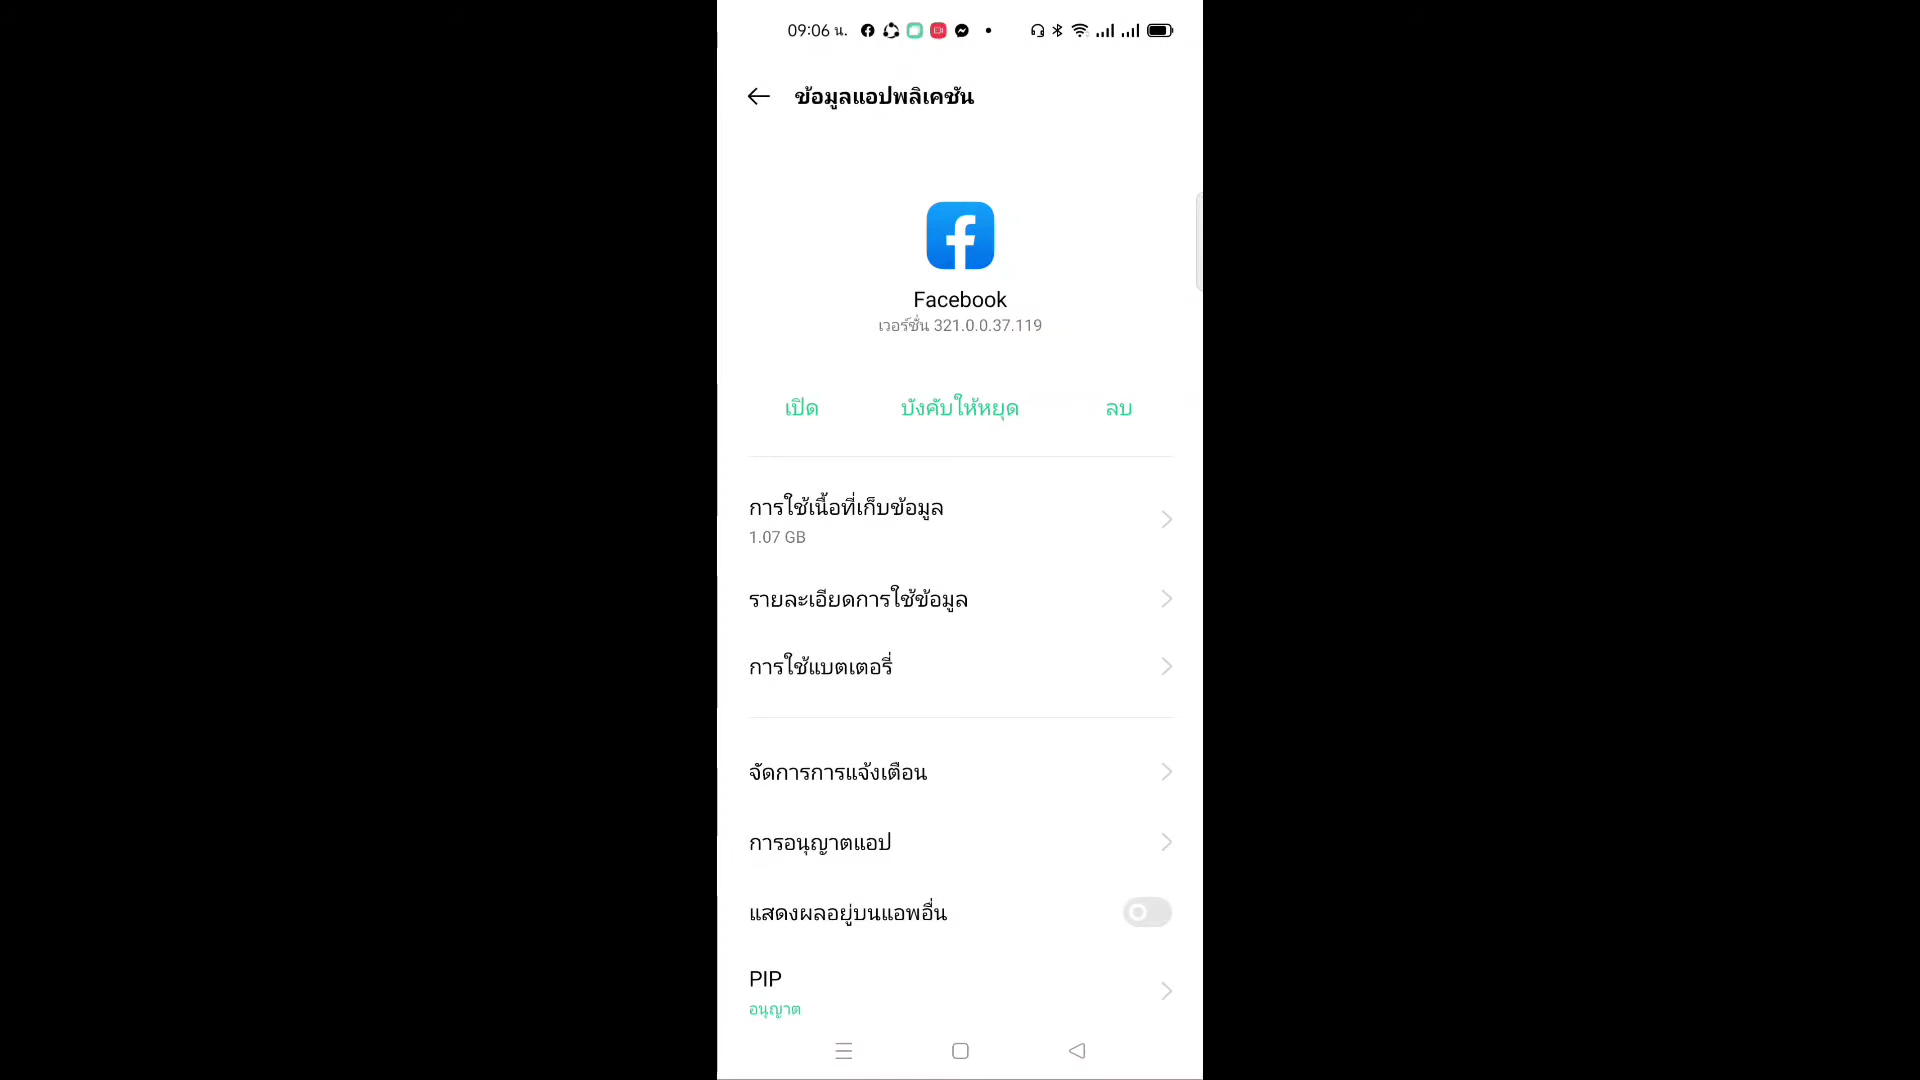 09:06 น.
ข้อมูลแอปพลิเคชัน
Facebook
เวอร์ชั่น 321.0.0.37.119
เปิด บังคับให้หยุด ลบ
การใช้เนื้อที่เก็บข้อมูล
1.07 GB
รายละเอียดการใช้ข้อมูล
การใช้แบตเตอรี่
จัดการการแจ้งเตือน
การอนุญาตแอป
แสดงผลอยู่บนแอพอื่น
PIP
อนุญาต